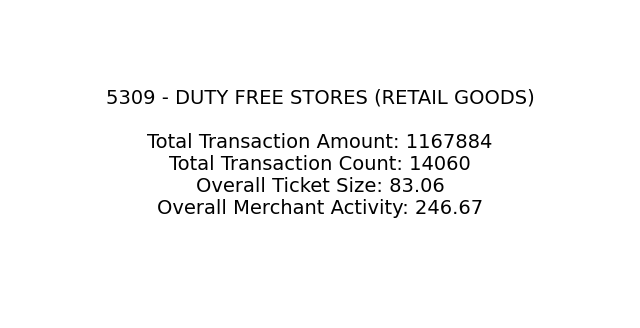 5309 - DUTY FREE STORES (RETAIL GOODS)
Total Transaction Amount: 1167884
Total Transaction Count: 14060
Overall Ticket Size: 83.06
Overall Merchant Activity: 246.67